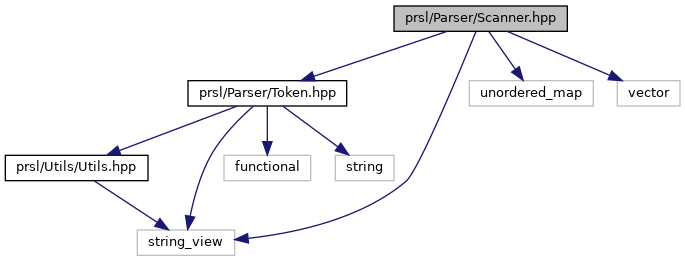 prsl/Parser/Scanner.hpp
prsl/Parser/Token.hpp
unordered_map
vector
prsl/Utils/Utils.hpp
functional
string
string_view